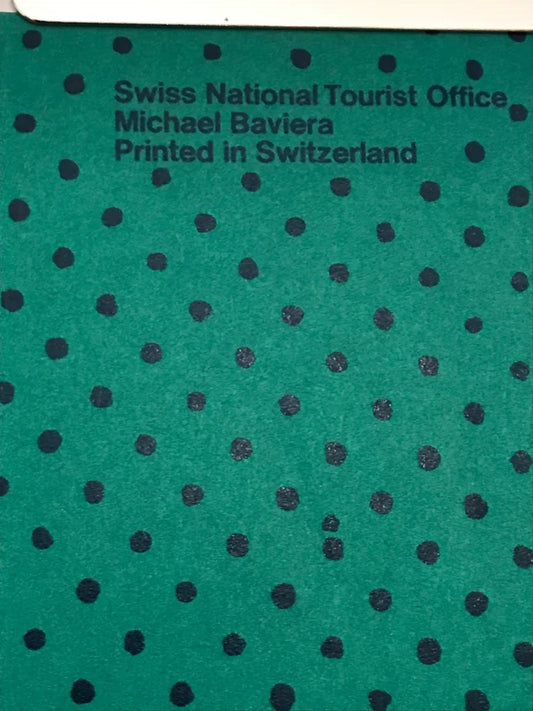 Swiss National Tourist Office
Michael Baviera
Printed in Switzerland